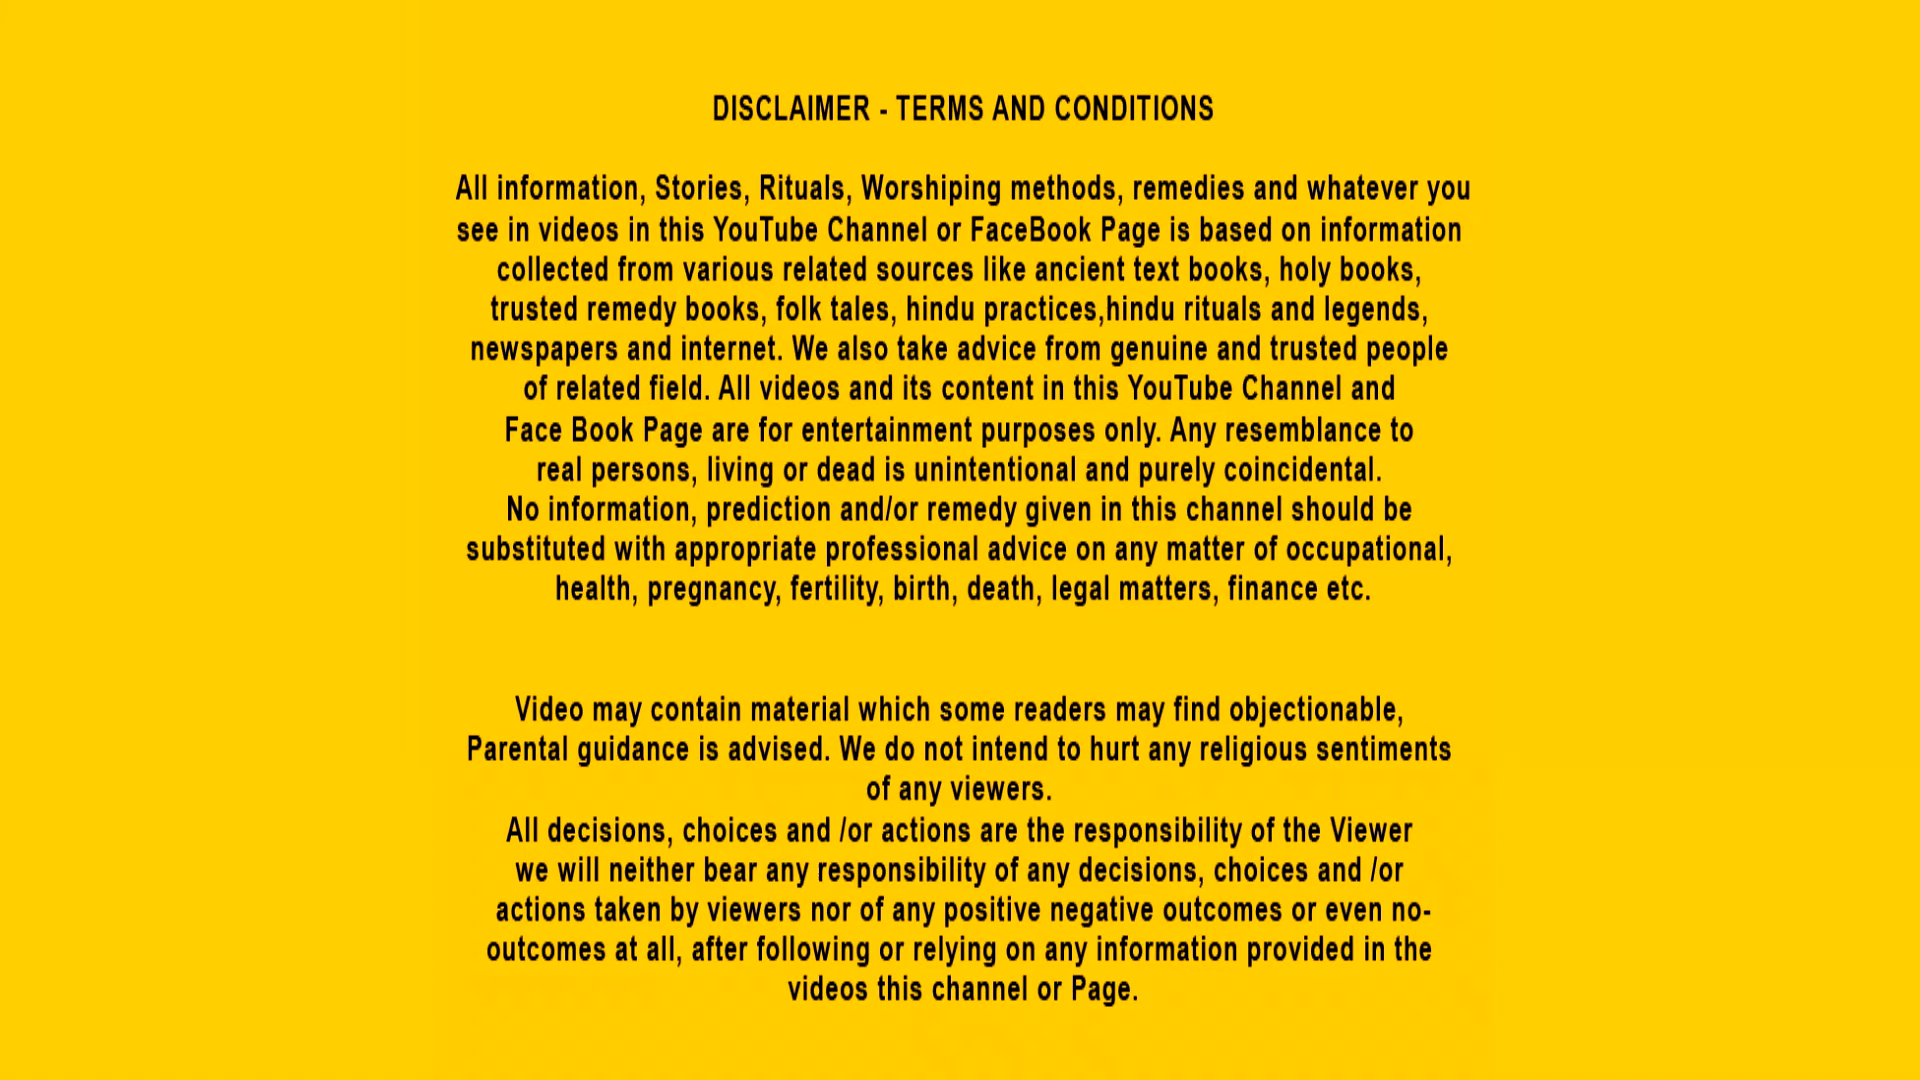 DISCLAIMER - TERMS AND CONDITIONS
All information, Stories, Rituals, Worshiping methods, remedies and whatever you
see in videos in this YouTube Channel or FaceBook Page is based on information
collected from various related sources like ancient text books, holy books,
trusted remedy books, folk tales, hindu practices,hindu rituals and legends,
newspapers and internet. We also take advice from genuine and trusted people
of related field. All videos and its content in this YouTube Channel and
Face Book Page are for entertainment purposes only. Any resemblance to
real persons, living or dead is unintentional and purely coincidental.
No information, prediction and/or remedy given in this channel should be
substituted with appropriate professional advice on any matter of occupational,
health, pregnancy, fertility, birth, death, legal matters, finance etc.
Video may contain material which some readers may find objectionable,
Parental guidance is advised. We do not intend to hurt any religious sentiments
of any viewers.
All decisions, choices and /or actions are the responsibility of the Viewer
we will neither bear any responsibility of any decisions, choices and /or
actions taken by viewers nor of any positive negative outcomes or even no-
outcomes at all, after following or relying on any information provided in the
videos this channel or Page.